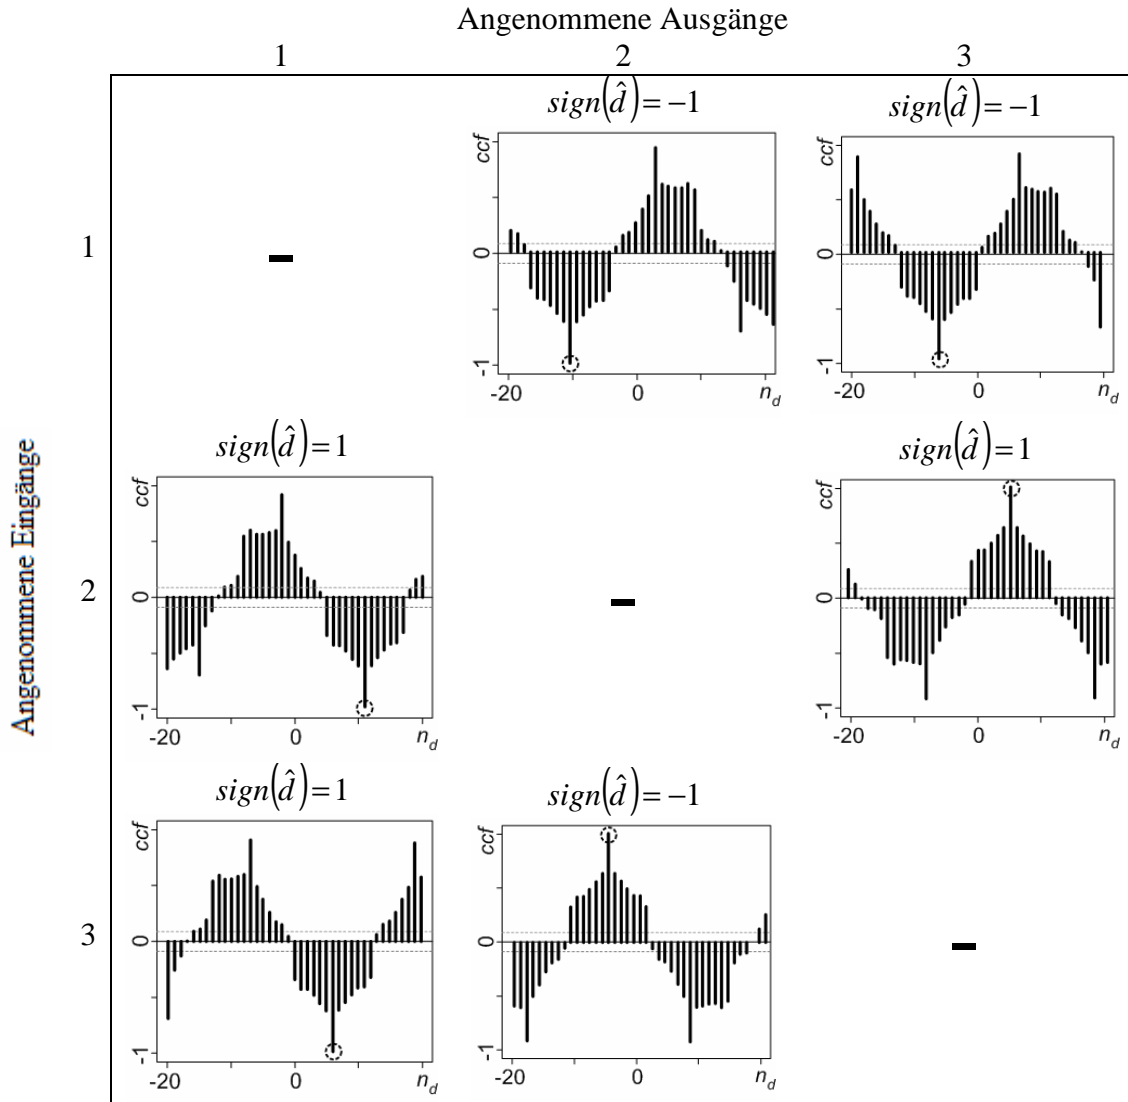 Angenommene Ausgänge
1 2 3
sign(d̂) = −1 sign(d̂) = −1
ccf ccf
1
0 0
-1 -1
-20 0 n_d -20 0 n_d
Angenommene Eingänge
sign(d̂) = 1 sign(d̂) = 1
ccf ccf
2
0 0
-1 -1
-20 0 n_d -20 0 n_d
sign(d̂) = 1 sign(d̂) = −1
ccf ccf
3
0 0
-1 -1
-20 0 n_d -20 0 n_d